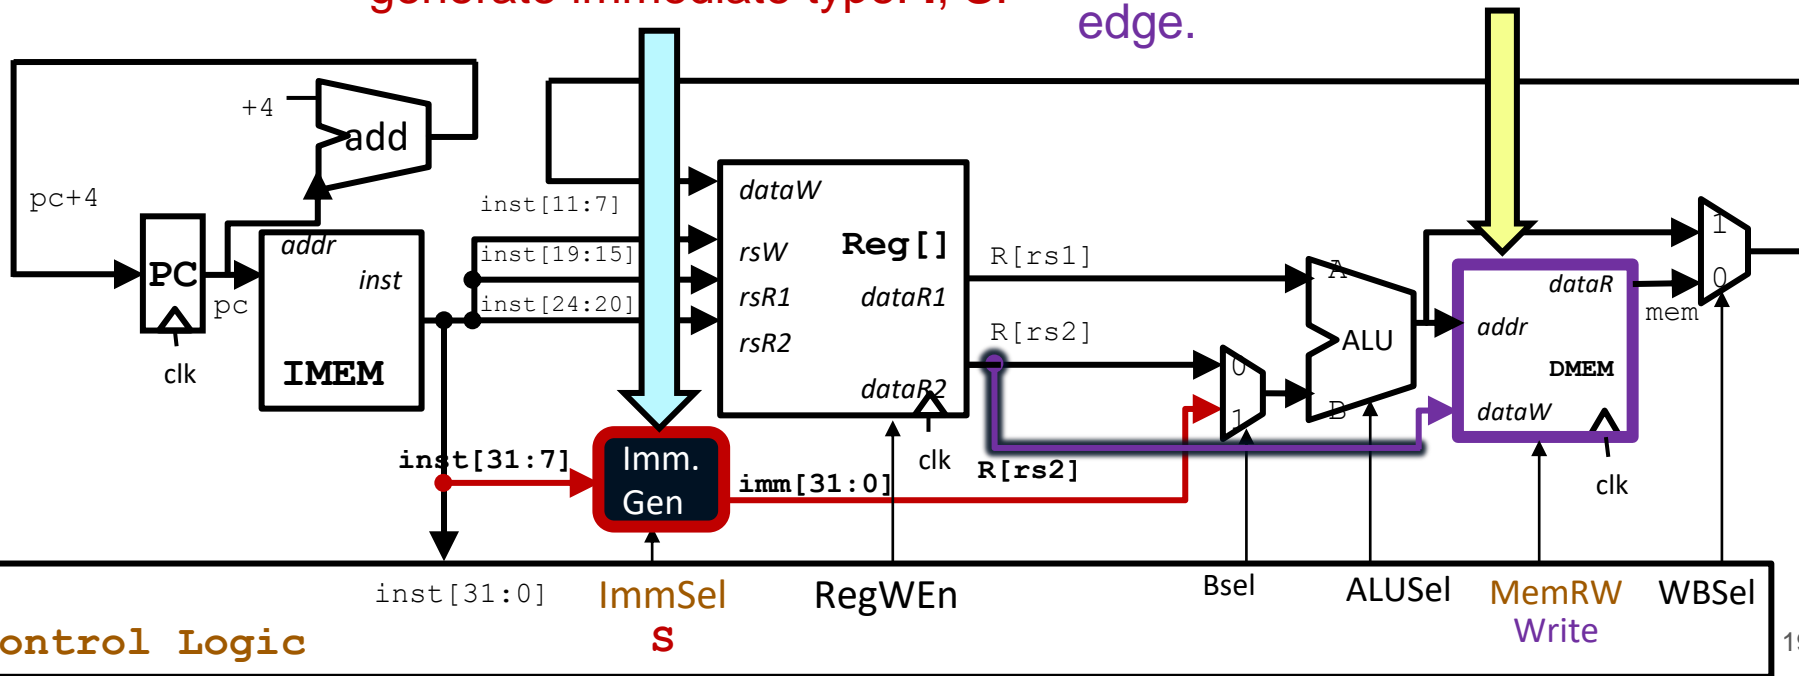 generate immediate type: I, S.
edge.
+4
add
pc+4
PC
pc
clk
addr
inst
IMEM
inst[11:7]
inst[19:15]
inst[24:20]
dataW
rsW
rsR1
rsR2
Reg[]
dataR1
dataR2
clk
R[rs1]
R[rs2]
0
1
A
B
ALU
1
0
dataR
addr
DMEM
dataW
clk
mem
inst[31:7]
Imm.
Gen
imm[31:0]
R[rs2]
inst[31:0]
ImmSel
S
RegWEn
Bsel
ALUSel
MemRW
Write
WBSel
ontrol Logic
19